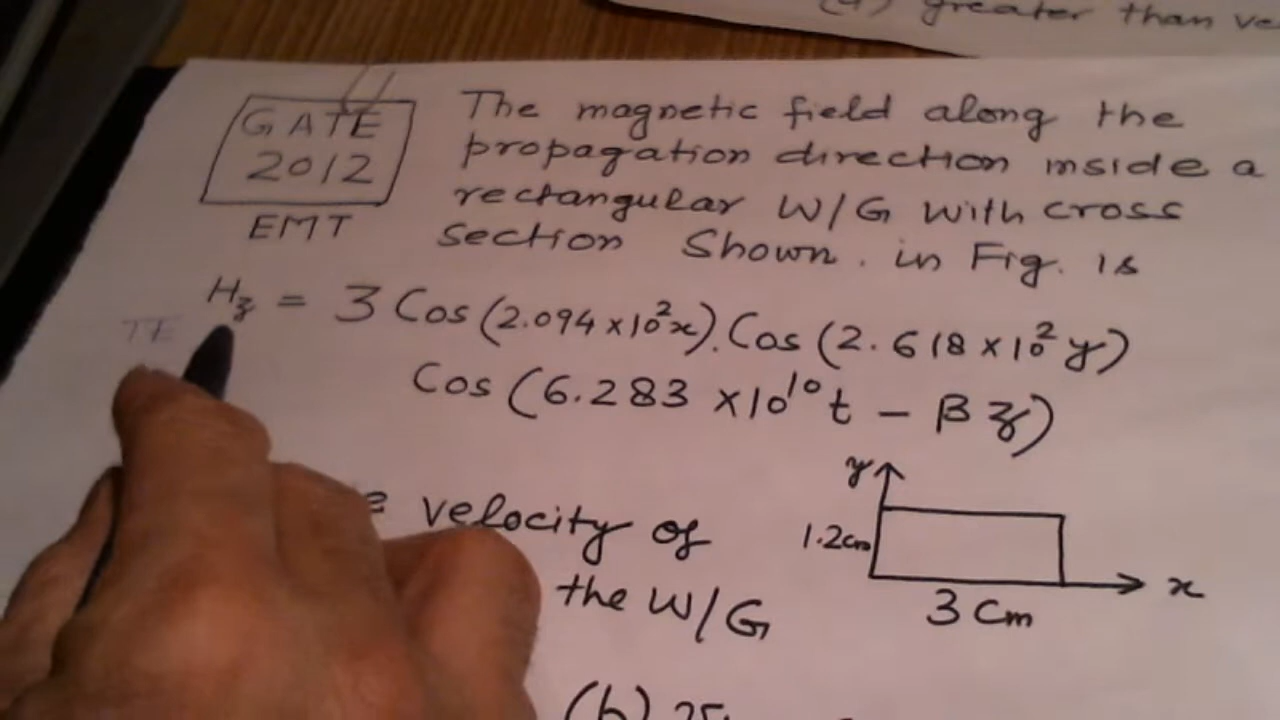 greater than
GATE
2012
EMT
The magnetic field along the
propagation direction inside a
rectangular W/G with cross
section Shown. in Fig. is
Hz = 3 Cos (2.094 x10²x). Cos (2.618 x10² y)
Cos (6.283 x10¹⁰t - βz)
TE
velocity of
the W/G
y
1.2cm
x
3 Cm
(b)